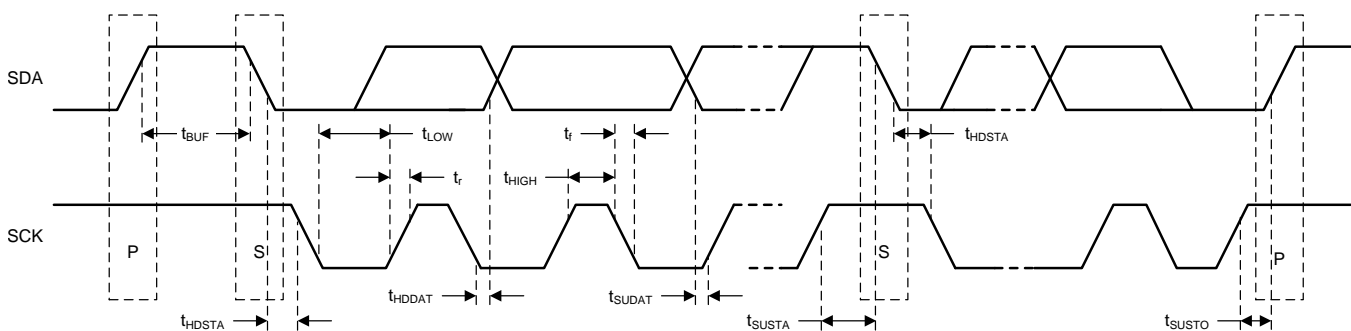 SDA
tBUF
tLOW
tf
tHDSTA
tr
tHIGH
SCK
P
S
S
P
tHDDAT
tSUDAT
tHDSTA
tSUSTA
tSUSTO